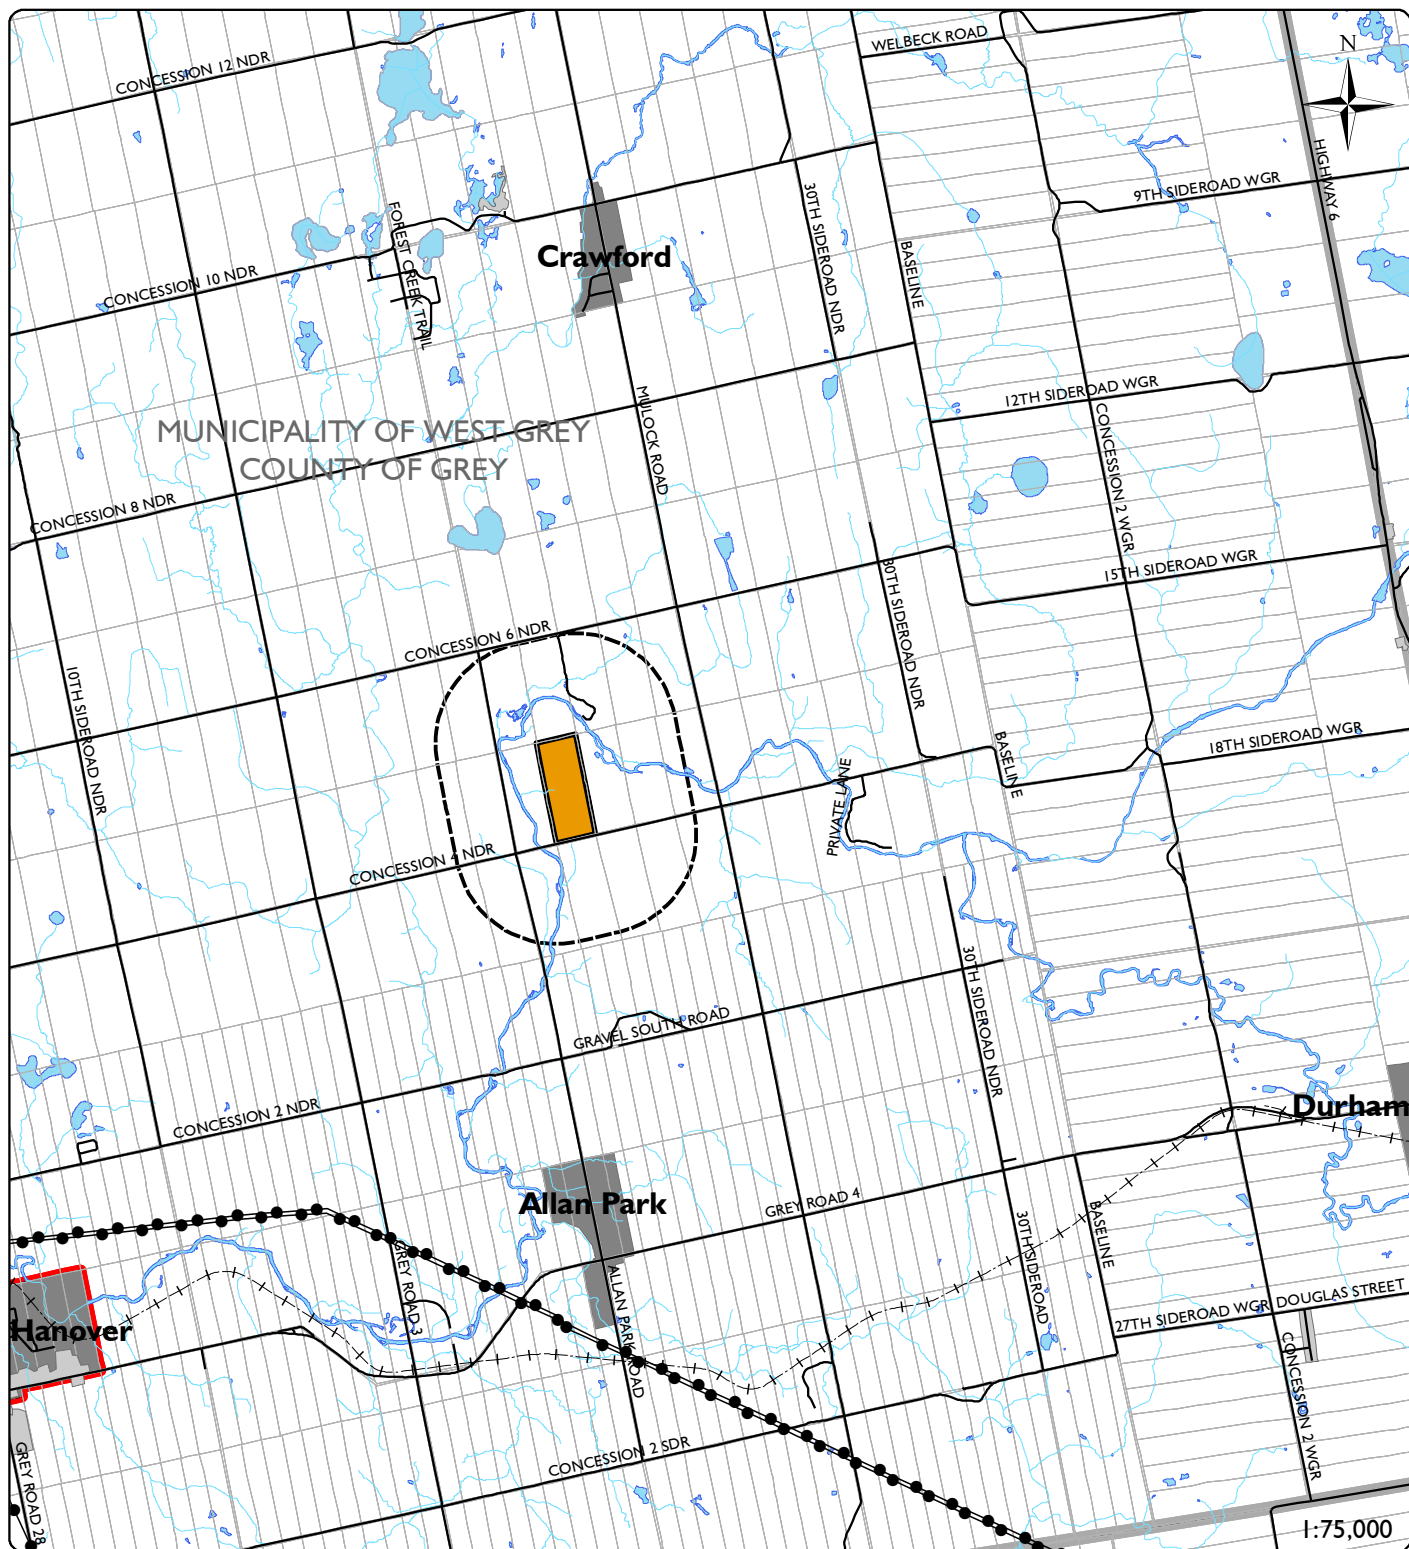 WELBECK ROAD
N
CONCESSION 12 NDR
HIGHWAY 6
9TH SIDEROAD WGR
30TH SIDEROAD NDR
FOREST CREEK TRAIL
Crawford
BASELINE
CONCESSION 10 NDR
12TH SIDEROAD WGR
MULOCK ROAD
CONCESSION 2 WGR
MUNICIPALITY OF WEST GREY
COUNTY OF GREY
CONCESSION 8 NDR
15TH SIDEROAD WGR
30TH SIDEROAD NDR
CONCESSION 6 NDR
10TH SIDEROAD NDR
BASELINE
18TH SIDEROAD WGR
PRIVATE LANE
CONCESSION 4 NDR
30TH SIDEROAD NDR
GRAVEL SOUTH ROAD
CONCESSION 2 NDR
Durham
Allan Park
GREY ROAD 4
BASELINE
30TH SIDEROAD
GREY ROAD 3
ALLAN PARK ROAD
Hanover
27TH SIDEROAD WGR
DOUGLAS STREET
CONCESSION 2 WGR
CONCESSION 2 SDR
GREY ROAD 28
1:75,000